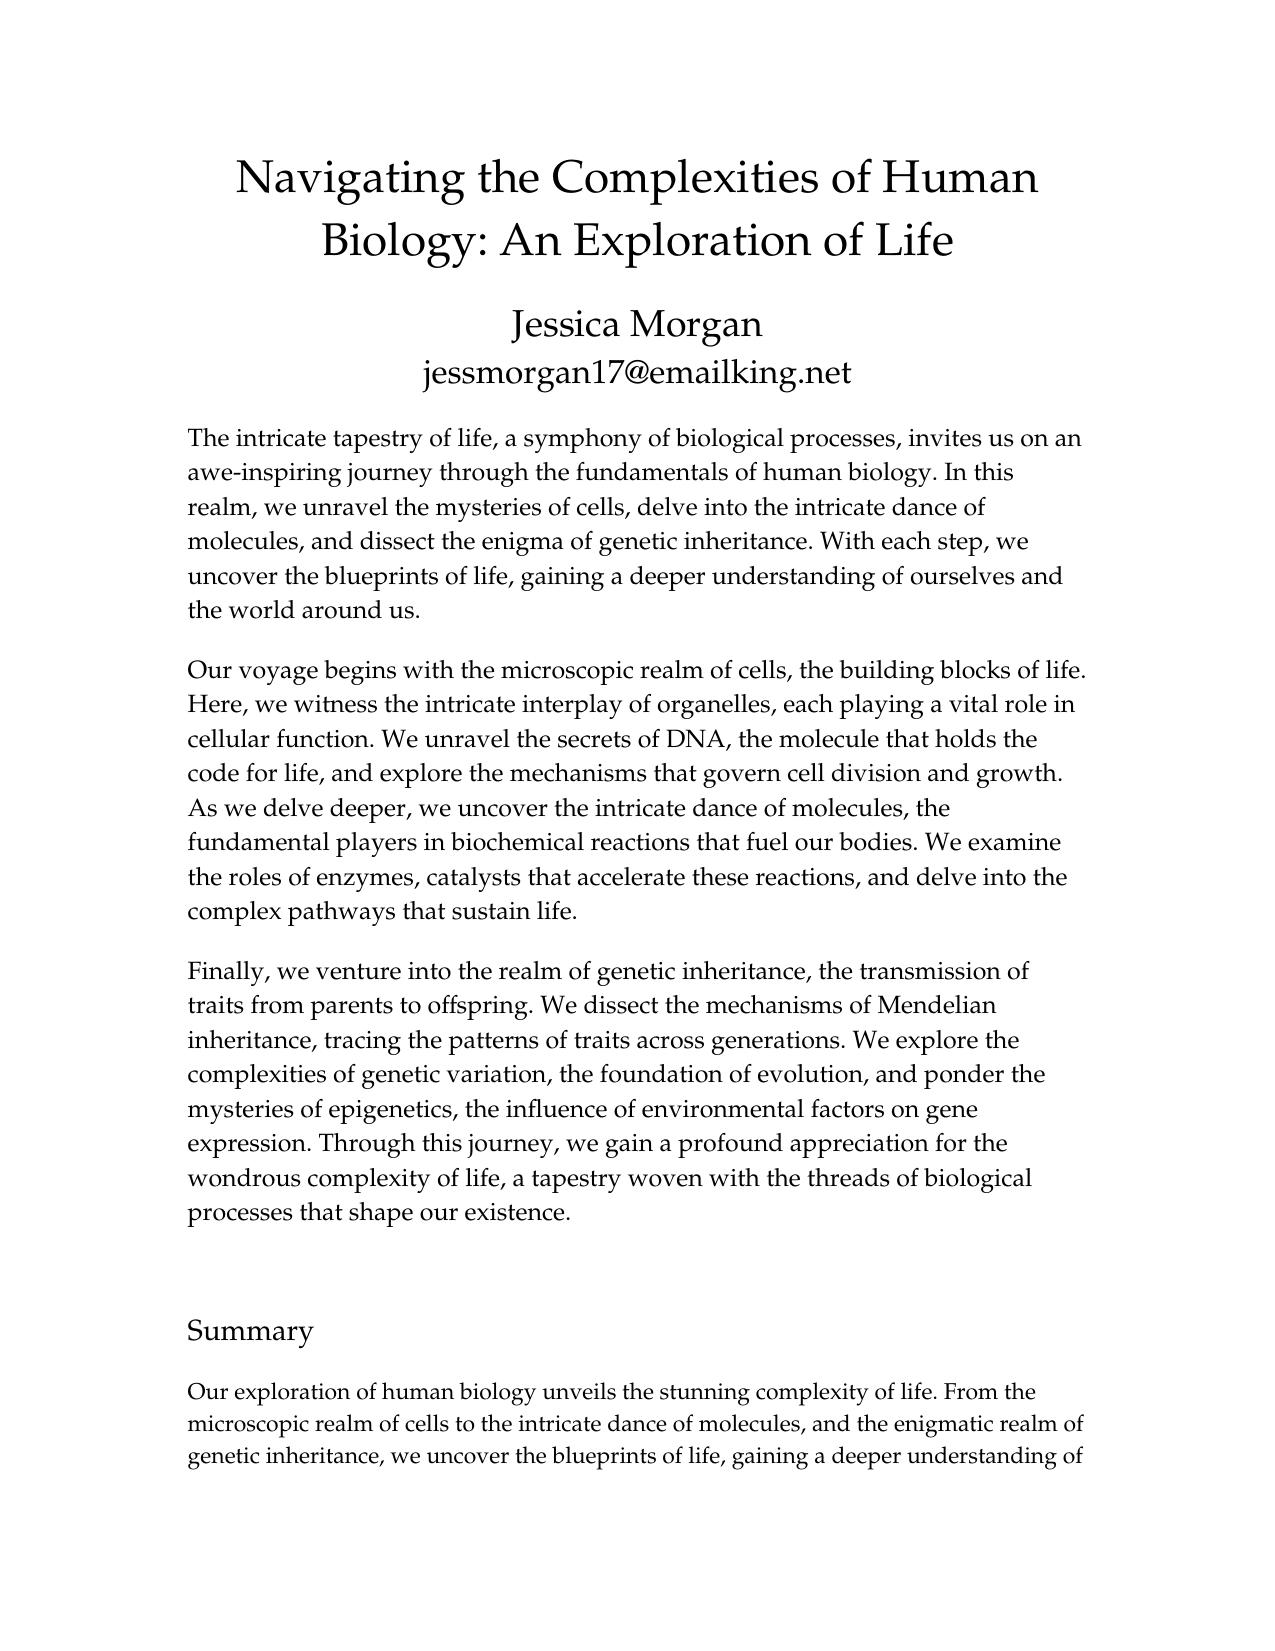 Navigating the Complexities of Human
Biology: An Exploration of Life
Jessica Morgan
jessmorgan17@emailking.net
The intricate tapestry of life, a symphony of biological processes, invites us on an
awe-inspiring journey through the fundamentals of human biology. In this
realm, we unravel the mysteries of cells, delve into the intricate dance of
molecules, and dissect the enigma of genetic inheritance. With each step, we
uncover the blueprints of life, gaining a deeper understanding of ourselves and
the world around us.
Our voyage begins with the microscopic realm of cells, the building blocks of life.
Here, we witness the intricate interplay of organelles, each playing a vital role in
cellular function. We unravel the secrets of DNA, the molecule that holds the
code for life, and explore the mechanisms that govern cell division and growth.
As we delve deeper, we uncover the intricate dance of molecules, the
fundamental players in biochemical reactions that fuel our bodies. We examine
the roles of enzymes, catalysts that accelerate these reactions, and delve into the
complex pathways that sustain life.
Finally, we venture into the realm of genetic inheritance, the transmission of
traits from parents to offspring. We dissect the mechanisms of Mendelian
inheritance, tracing the patterns of traits across generations. We explore the
complexities of genetic variation, the foundation of evolution, and ponder the
mysteries of epigenetics, the influence of environmental factors on gene
expression. Through this journey, we gain a profound appreciation for the
wondrous complexity of life, a tapestry woven with the threads of biological
processes that shape our existence.
Summary
Our exploration of human biology unveils the stunning complexity of life. From the
microscopic realm of cells to the intricate dance of molecules, and the enigmatic realm of
genetic inheritance, we uncover the blueprints of life, gaining a deeper understanding of